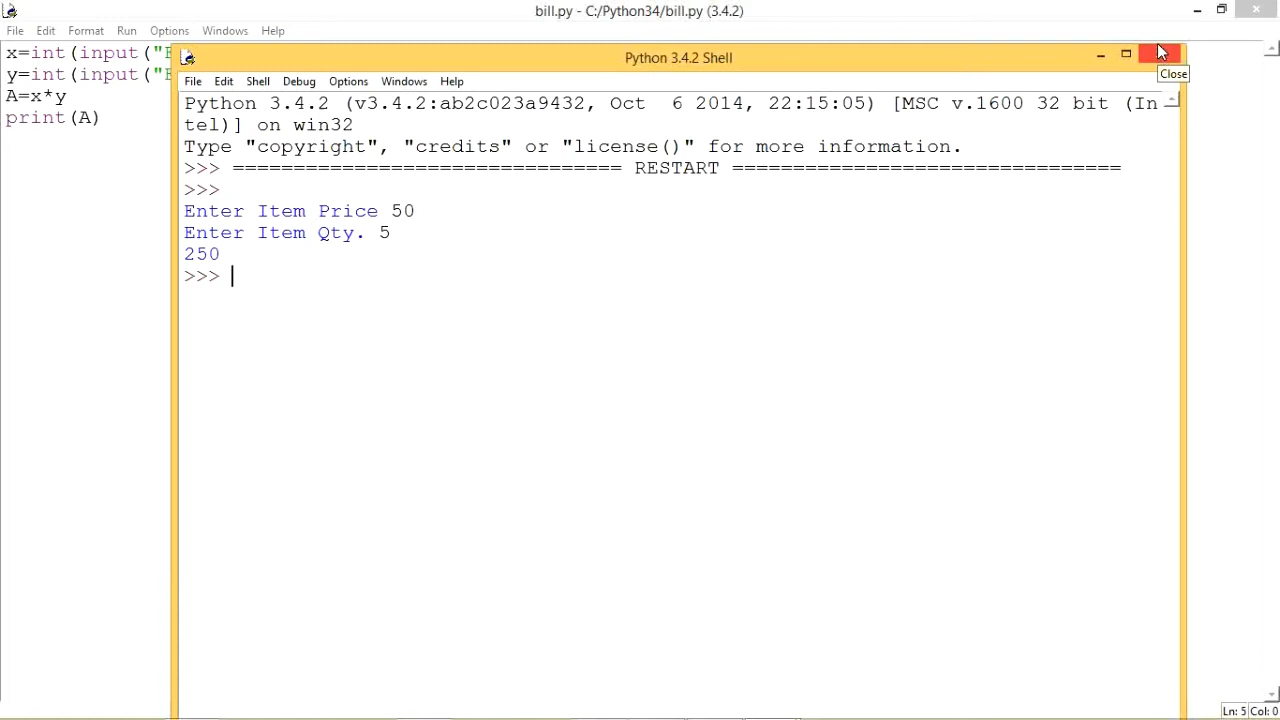 bill.py - C:/Python34/bill.py (3.4.2)
File Edit Format Run Options Windows Help
x=int(input("E
y=int(input("E
A=x*y
print(A)
Python 3.4.2 Shell
Close
File Edit Shell Debug Options Windows Help
Python 3.4.2 (v3.4.2:ab2c023a9432, Oct  6 2014, 22:15:05) [MSC v.1600 32 bit (In
tel)] on win32
Type "copyright", "credits" or "license()" for more information.
>>> ================================ RESTART ================================
>>>
Enter Item Price 50
Enter Item Qty. 5
250
>>>
Ln: 5 Col: 0